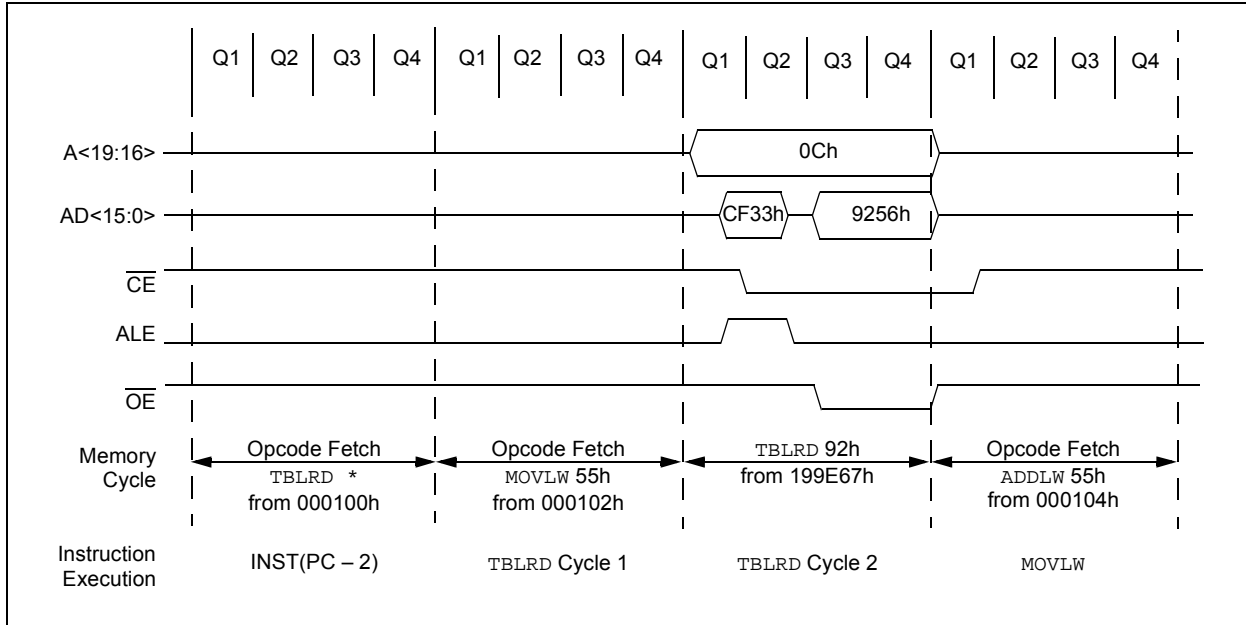 Q1 Q2 Q3 Q4 Q1 Q2 Q3 Q4 Q1 Q2 Q3 Q4 Q1 Q2 Q3 Q4
A<19:16> 0Ch
AD<15:0> CF33h 9256h
CE
ALE
OE
Memory Cycle
Opcode Fetch
TBLRD *
from 000100h
Opcode Fetch
MOVLW 55h
from 000102h
TBLRD 92h
from 199E67h
Opcode Fetch
ADDLW 55h
from 000104h
Instruction Execution
INST(PC – 2)
TBLRD Cycle 1
TBLRD Cycle 2
MOVLW